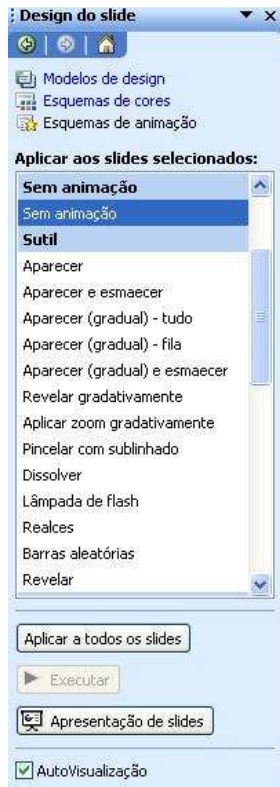 Design do slide
Modelos de design
Esquemas de cores
Esquemas de animação
Aplicar aos slides selecionados:
Sem animação
Sem animação
Sutil
Aparecer
Aparecer e esmaecer
Aparecer (gradual) - tudo
Aparecer (gradual) - fila
Aparecer (gradual) e esmaecer
Revelar gradativamente
Aplicar zoom gradativamente
Pincelar com sublinhado
Dissolver
Lâmpada de flash
Realces
Barras aleatórias
Revelar
Aplicar a todos os slides
Executar
Apresentação de slides
AutoVisualização